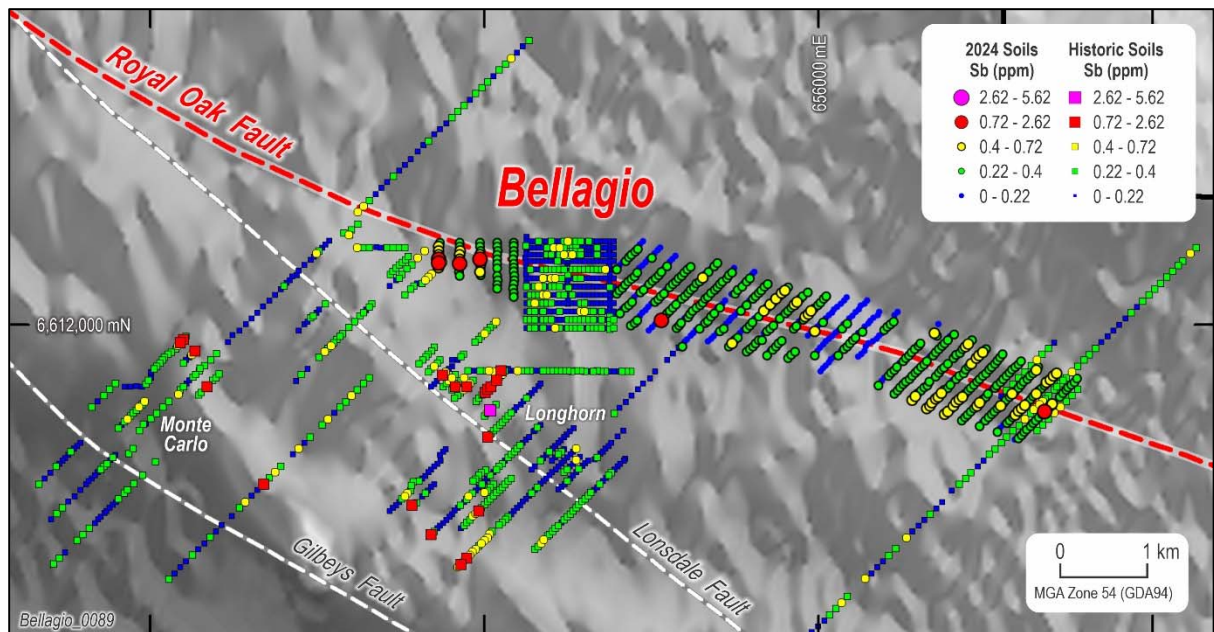 Royal Oak Fault
Bellagio
656000 mE
2024 Soils
Sb (ppm)
Historic Soils
Sb (ppm)
2.62 - 5.62
2.62 - 5.62
0.72 - 2.62
0.72 - 2.62
0.4 - 0.72
0.4 - 0.72
0.22 - 0.4
0.22 - 0.4
0 - 0.22
0 - 0.22
6,612,000 mN
Monte
Carlo
Longhorn
Gilbeys Fault
Lonsdale Fault
0 1 km
MGA Zone 54 (GDA94)
Bellagio_0089